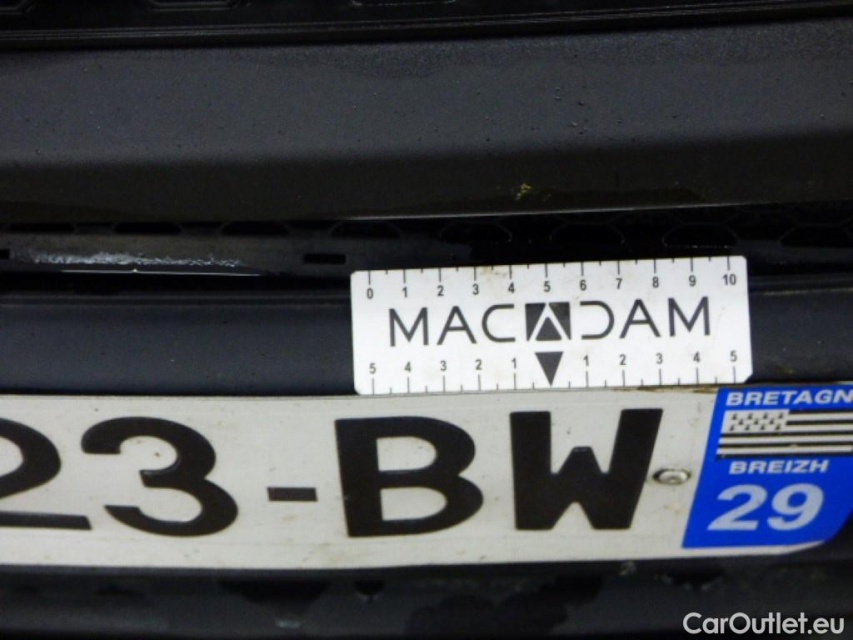 0 1 2 3 4 5 6 7 8 9 10
MACADAM
5 4 3 2 1 1 2 3 4 5
23-BW
BRETAGN
BREIZH
29
CarOutlet.eu